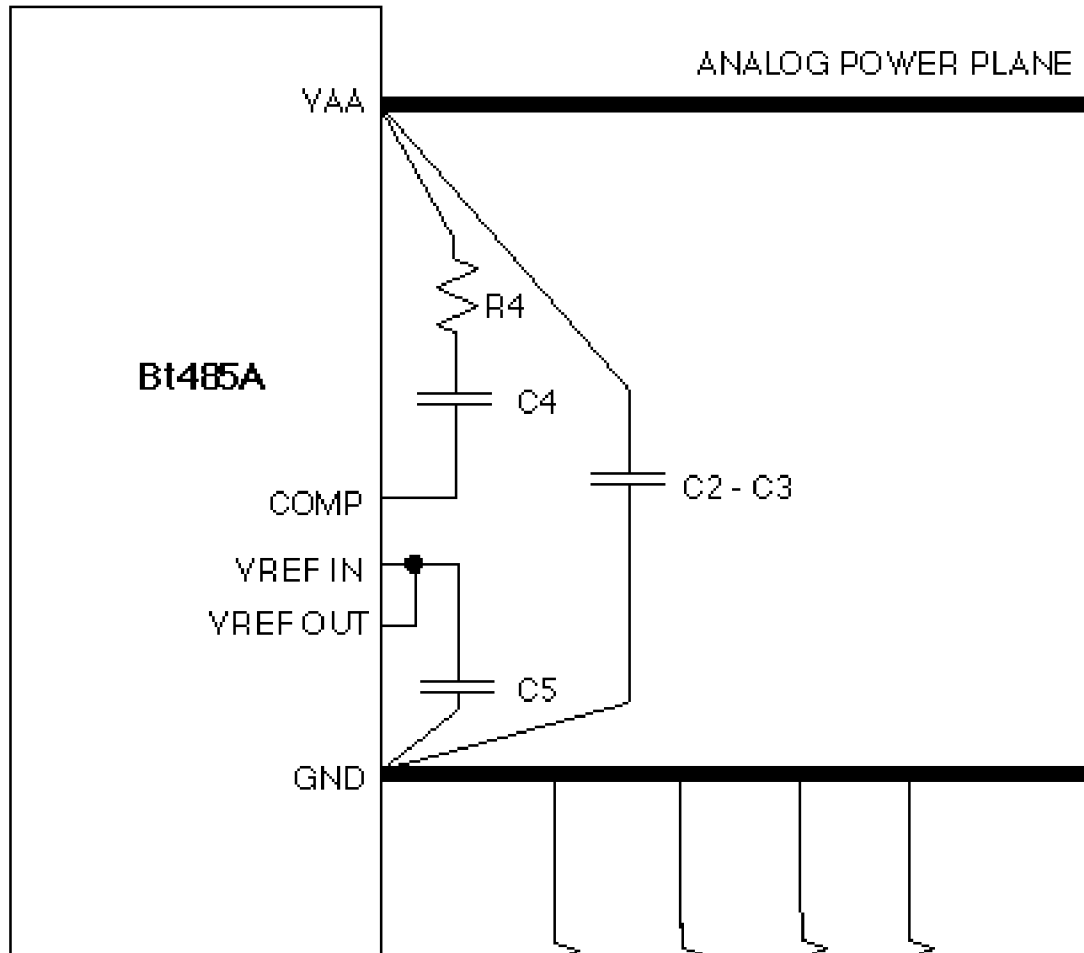 ANALOG POWER PLANE
VAA
R4
Bt485A
C4
COMP
C2 - C3
VREF IN
VREF OUT
C5
GND